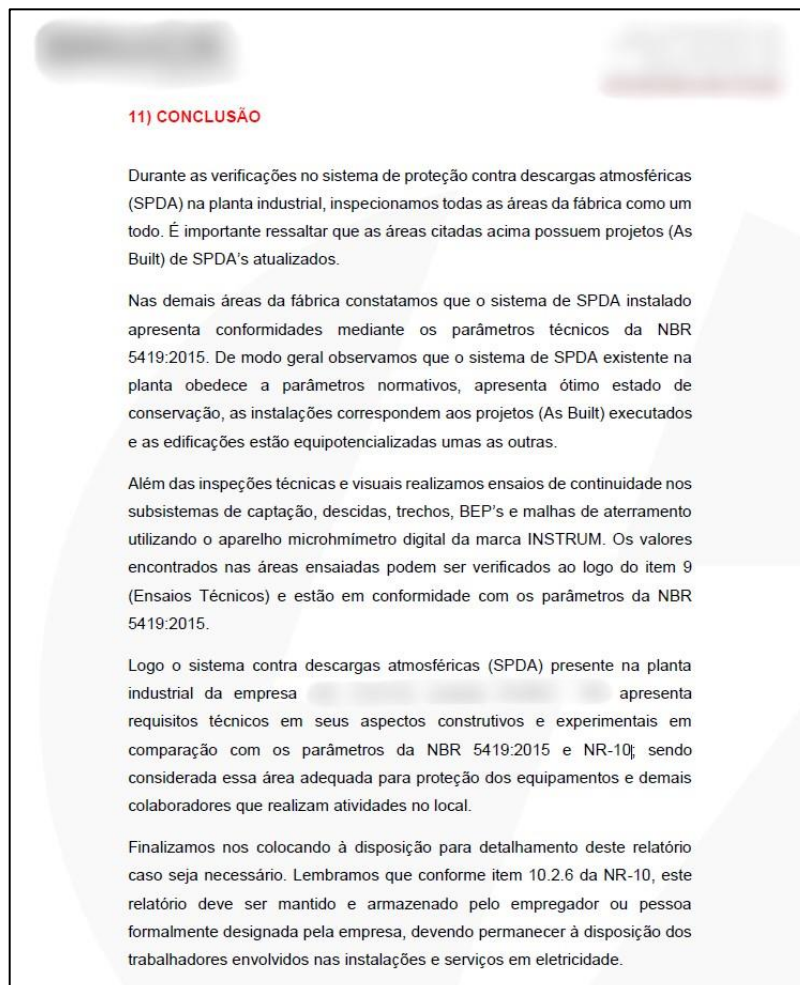 11) CONCLUSÃO
Durante as verificações no sistema de proteção contra descargas atmosféricas
(SPDA) na planta industrial, inspecionamos todas as áreas da fábrica como um
todo. É importante ressaltar que as áreas citadas acima possuem projetos (As
Built) de SPDA’s atualizados.
Nas demais áreas da fábrica constatamos que o sistema de SPDA instalado
apresenta conformidades mediante os parâmetros técnicos da NBR
5419:2015. De modo geral observamos que o sistema de SPDA existente na
planta obedece a parâmetros normativos, apresenta ótimo estado de
conservação, as instalações correspondem aos projetos (As Built) executados
e as edificações estão equipotencializadas umas as outras.
Além das inspeções técnicas e visuais realizamos ensaios de continuidade nos
subsistemas de captação, descidas, trechos, BEP’s e malhas de aterramento
utilizando o aparelho microhmímetro digital da marca INSTRUM. Os valores
encontrados nas áreas ensaiadas podem ser verificados ao logo do item 9
(Ensaios Técnicos) e estão em conformidade com os parâmetros da NBR
5419:2015.
Logo o sistema contra descargas atmosféricas (SPDA) presente na planta
industrial da empresa apresenta
requisitos técnicos em seus aspectos construtivos e experimentais em
comparação com os parâmetros da NBR 5419:2015 e NR-10; sendo
considerada essa área adequada para proteção dos equipamentos e demais
colaboradores que realizam atividades no local.
Finalizamos nos colocando à disposição para detalhamento deste relatório
caso seja necessário. Lembramos que conforme item 10.2.6 da NR-10, este
relatório deve ser mantido e armazenado pelo empregador ou pessoa
formalmente designada pela empresa, devendo permanecer à disposição dos
trabalhadores envolvidos nas instalações e serviços em eletricidade.